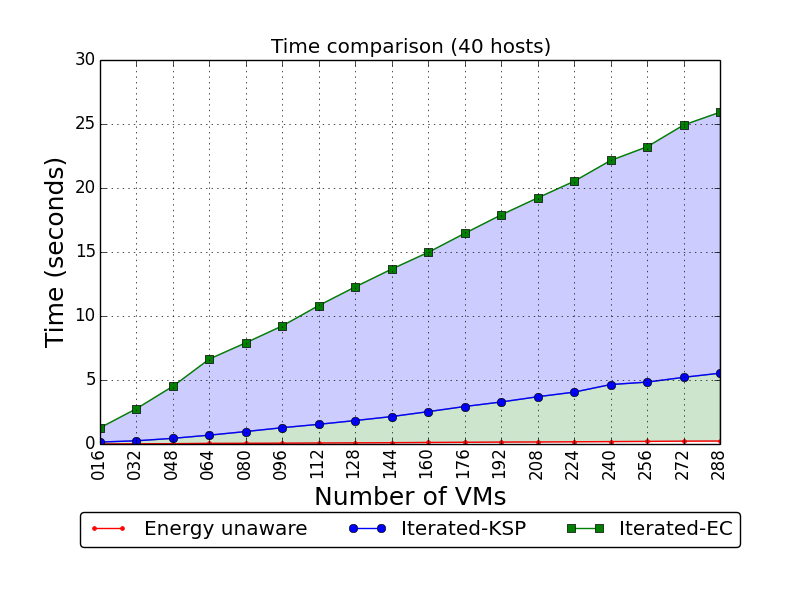 Time comparison (40 hosts)
30
25
20
15
10
5
0
Time (seconds)
016 032 048 064 080 096 112 128 144 160 176 192 208 224 240 256 272 288
Number of VMs
Energy unaware Iterated-KSP Iterated-EC